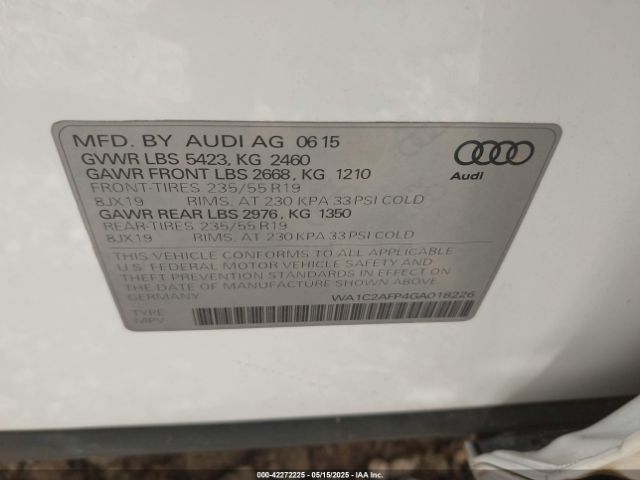 MFD. BY AUDI AG 06 15
GVWR LBS 5423, KG 2460
GAWR FRONT LBS 2668, KG 1210
FRONT-TIRES 235/55 R19
8JX19 RIMS, AT 230 KPA 33 PSI COLD
GAWR REAR LBS 2976, KG 1350
REAR-TIRES 235/55 R19
8JX19 RIMS, AT 230 KPA 33 PSI COLD
THIS VEHICLE CONFORMS TO ALL APPLICABLE
U.S. FEDERAL MOTOR VEHICLE SAFETY AND
THEFT PREVENTION STANDARDS IN EFFECT ON
THE DATE OF MANUFACTURE SHOWN ABOVE
GERMANY WA1C2AFP4GA018226
TYPE
MPV
Audi
000-42272225 - 05/15/2025 - IAA Inc.